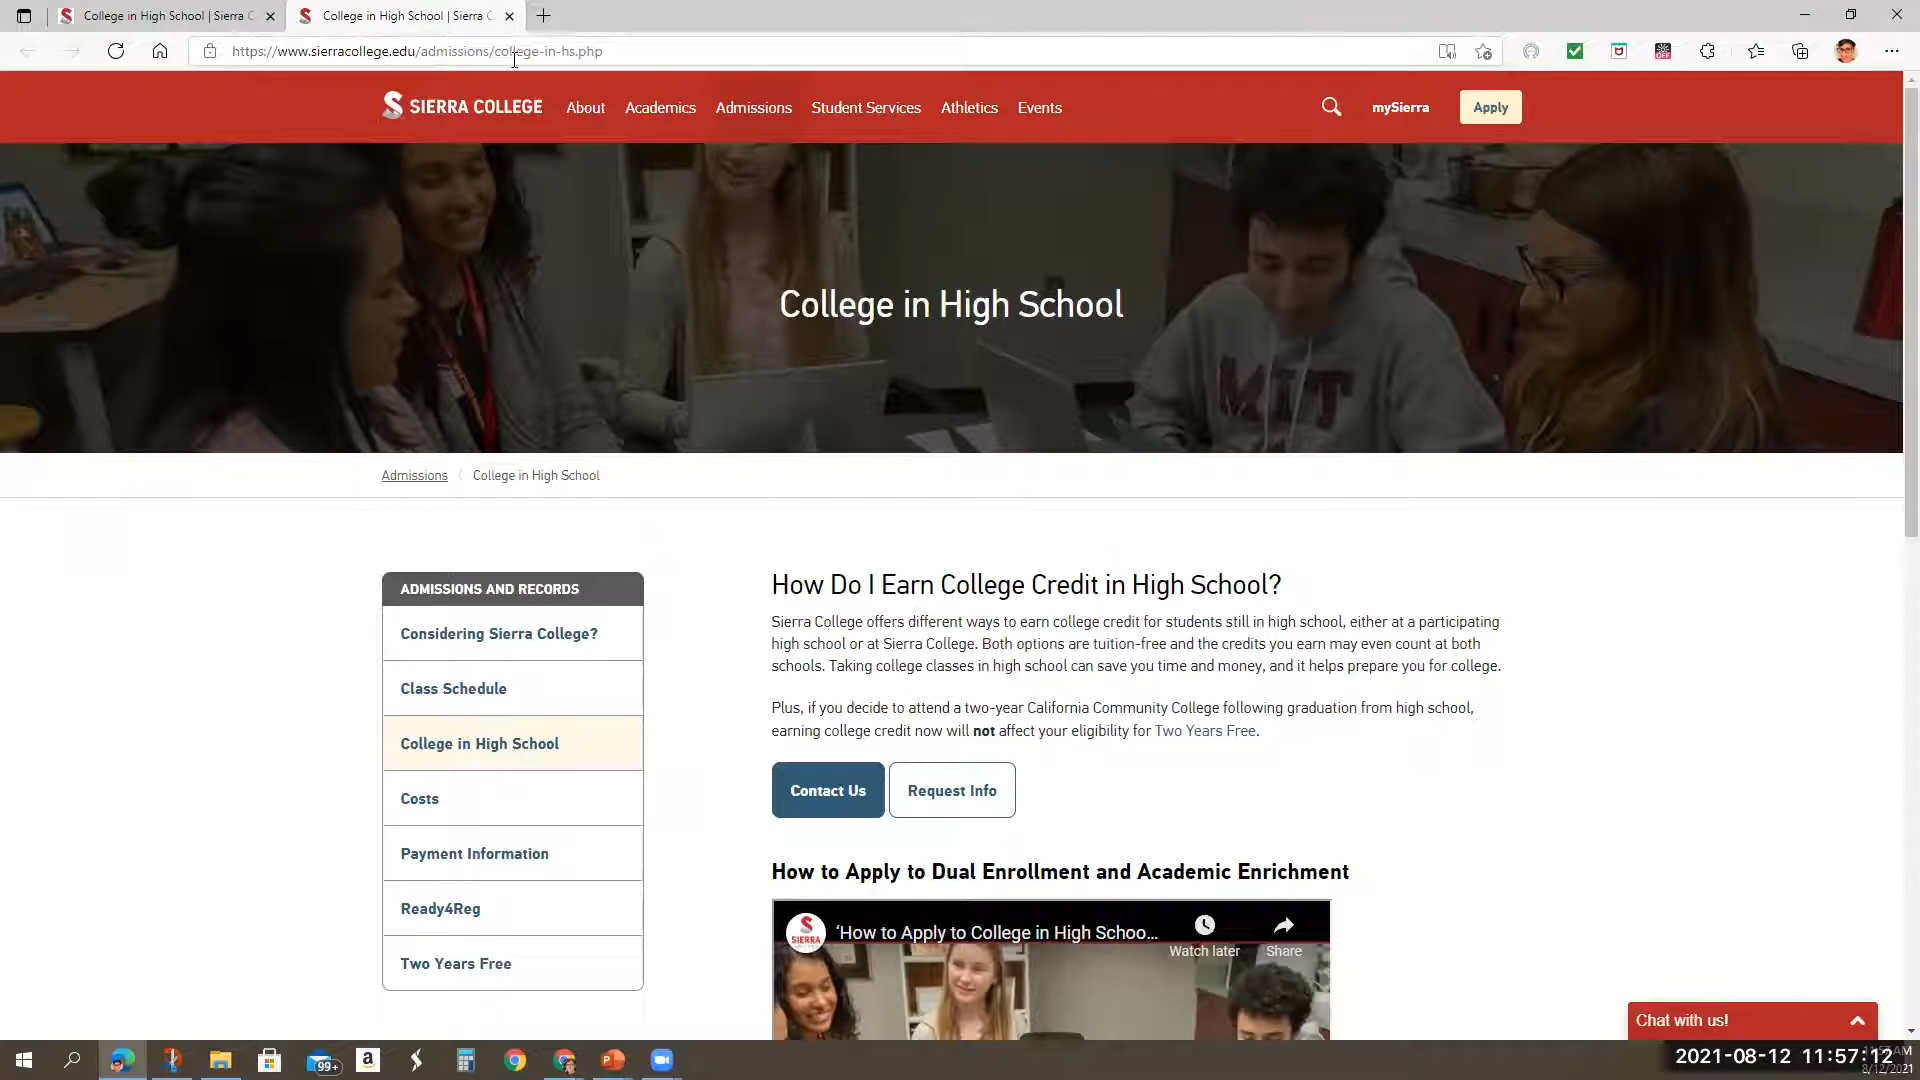 College in High School | Sierra C
College in High School | Sierra C
https://www.sierracollege.edu/admissions/college-in-hs.php
OFF
SIERRA COLLEGE
About
Academics
Admissions
Student Services
Athletics
Events
mySierra
Apply
MIT
College in High School
Admissions
College in High School
ADMISSIONS AND RECORDS
Considering Sierra College?
Class Schedule
College in High School
Costs
Payment Information
Ready4Reg
Two Years Free
How Do I Earn College Credit in High School?
Sierra College offers different ways to earn college credit for students still in high school, either at a participating
high school or at Sierra College. Both options are tuition-free and the credits you earn may even count at both
schools. Taking college classes in high school can save you time and money, and it helps prepare you for college.
Plus, if you decide to attend a two-year California Community College following graduation from high school,
earning college credit now will not affect your eligibility for Two Years Free.
Contact Us
Request Info
How to Apply to Dual Enrollment and Academic Enrichment
SIERRA
‘How to Apply to College in High Schoo...
Watch later
Share
Chat with us!
99+
2021-08-12 11:57:12
8/12/2021